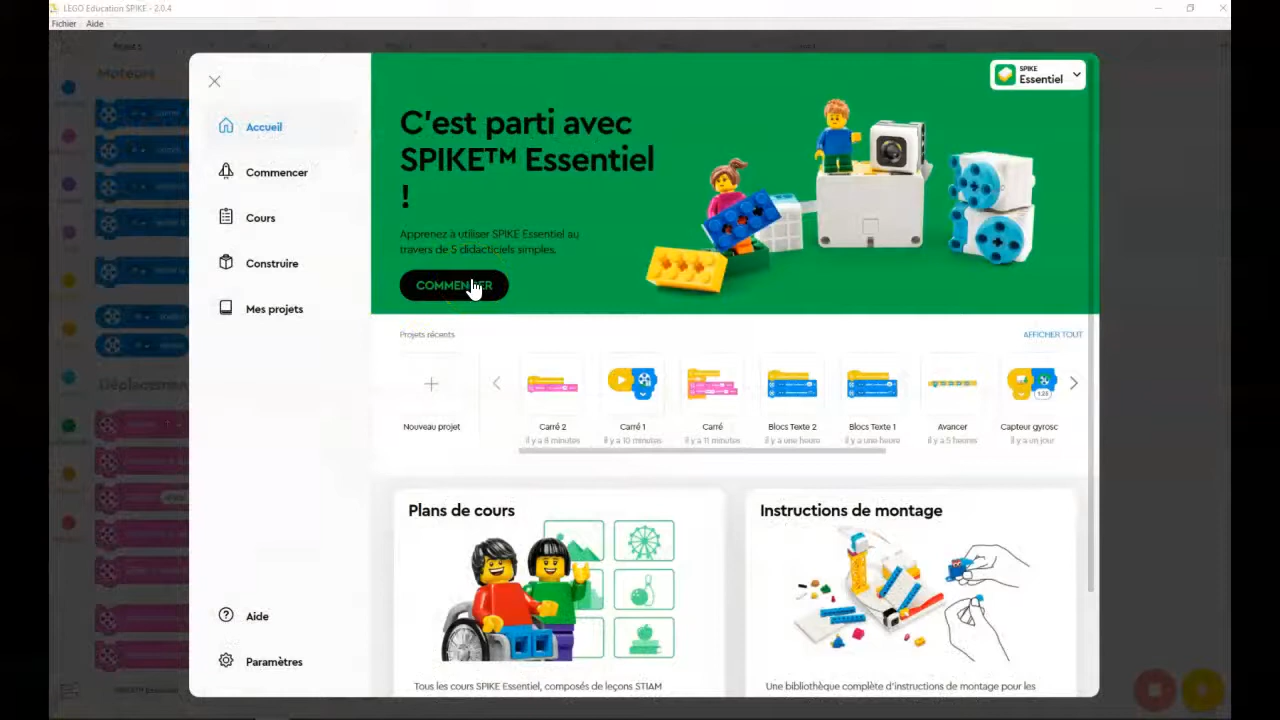 LEGO Education SPIKE - 2.0.4
Fichier Aide
Moteurs
Accueil
Commencer
Cours
Construire
Mes projets
Aide
Paramètres
SPIKE
Essentiel
C'est parti avec
SPIKE™ Essentiel
!
Apprenez à utiliser SPIKE Essentiel au
travers de 5 didacticiels simples.
COMMENCER
Projets récents
AFFICHER TOUT
Nouveau projet
Carré 2
il y a 8 minutes
Carré 1
il y a 10 minutes
Carré
il y a 11 minutes
Blocs Texte 2
il y a une heure
Blocs Texte 1
il y a une heure
Avancer
il y a 5 heures
1.25
Capteur gyrosc
il y a un jour
Plans de cours
Tous les cours SPIKE Essentiel, composés de leçons STIAM
Instructions de montage
Une bibliothèque complète d'instructions de montage pour les